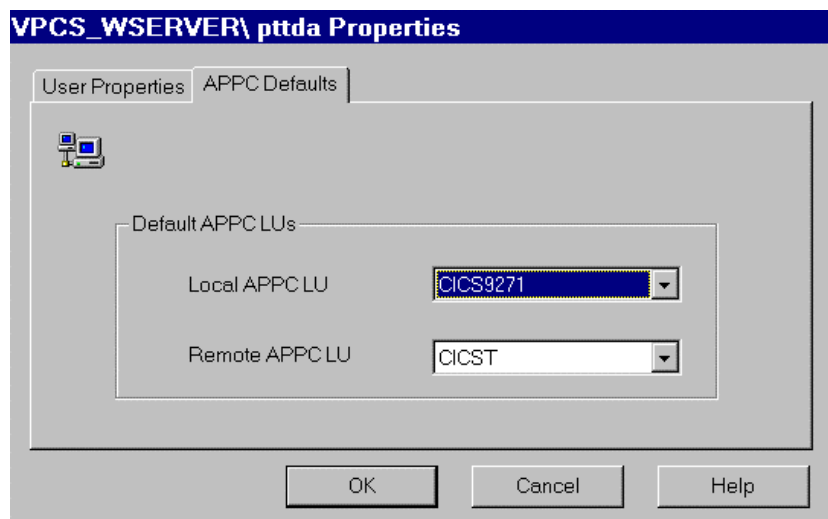 VPCS_WSERVER\ pttda Properties
User Properties APPC Defaults
Default APPC LUs
Local APPC LU CICS9271
Remote APPC LU CICST
OK Cancel Help